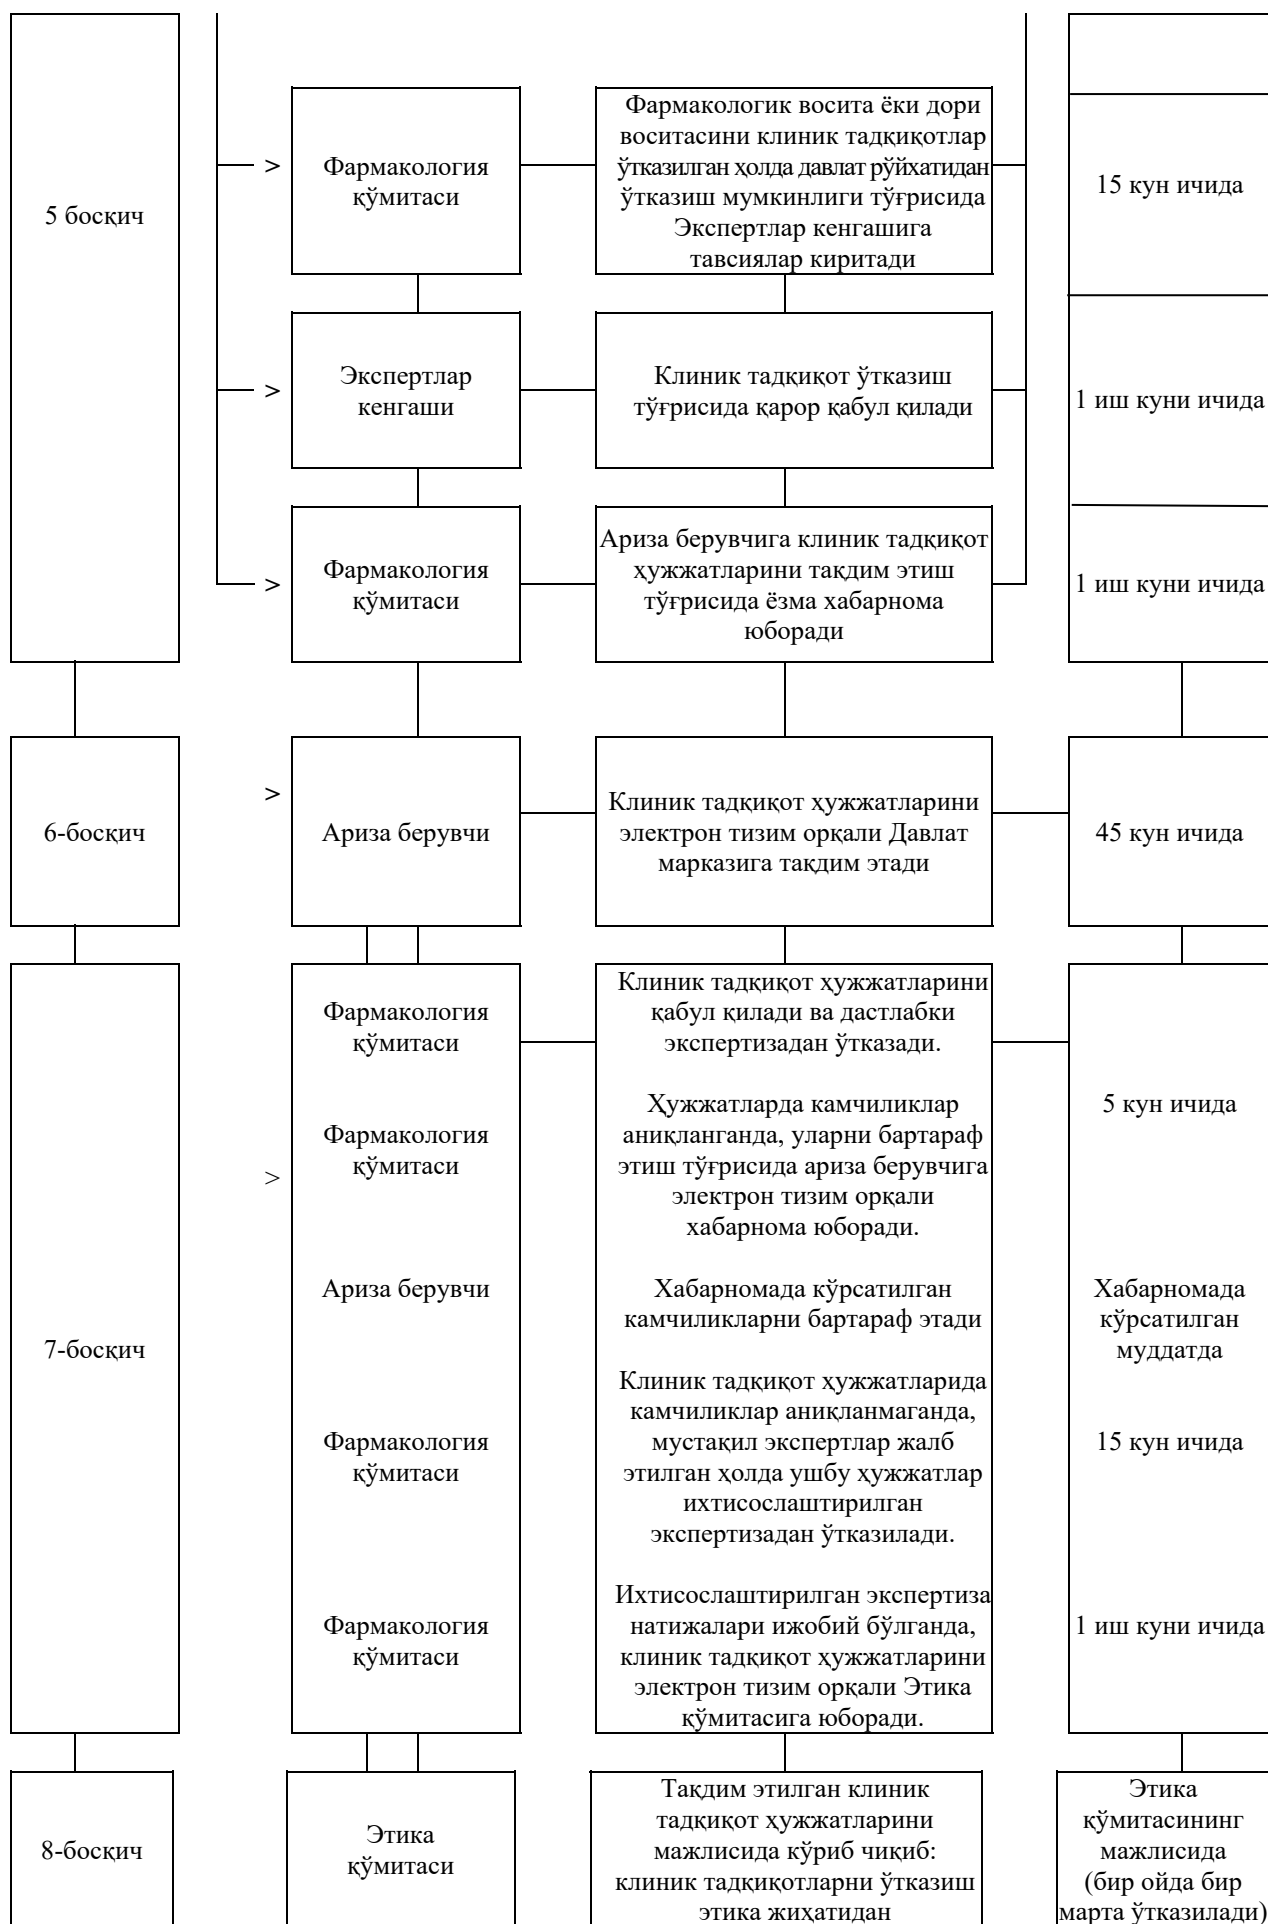 5 босқич
>
Фармакология
қўмитаси
Фармакологик восита ёки дори
воситасини клиник тадқиқотлар
ўтказилган ҳолда давлат рўйхатидан
ўтказиш мумкинлиги тўғрисида
Экспертлар кенгашига
тавсиялар киритади
15 кун ичида
>
Экспертлар
кенгаши
Клиник тадқиқот ўтказиш
тўғрисида қарор қабул қилади
1 иш куни ичида
>
Фармакология
қўмитаси
Ариза берувчига клиник тадқиқот
ҳужжатларини тақдим этиш
тўғрисида ёзма хабарнома
юборади
1 иш куни ичида
6-босқич
>
Ариза берувчи
Клиник тадқиқот ҳужжатларини
электрон тизим орқали Давлат
марказига тақдим этади
45 кун ичида
7-босқич
>
Фармакология
қўмитаси
Клиник тадқиқот ҳужжатларини
қабул қилади ва дастлабки
экспертизадан ўтказади.
5 кун ичида
Фармакология
қўмитаси
Ҳужжатларда камчиликлар
аниқланганда, уларни бартараф
этиш тўғрисида ариза берувчига
электрон тизим орқали
хабарнома юборади.
Ариза берувчи
Хабарномада кўрсатилган
камчиликларни бартараф этади
Хабарномада
кўрсатилган
муддатда
Фармакология
қўмитаси
Клиник тадқиқот ҳужжатларида
камчиликлар аниқланмаганда,
мустақил экспертлар жалб
этилган ҳолда ушбу ҳужжатлар
ихтисослаштирилган
экспертизадан ўтказилади.
15 кун ичида
Фармакология
қўмитаси
Ихтисослаштирилган экспертиза
натижалари ижобий бўлганда,
клиник тадқиқот ҳужжатларини
электрон тизим орқали Этика
қўмитасига юборади.
1 иш куни ичида
8-босқич
Этика
қўмитаси
Тақдим этилган клиник
тадқиқот ҳужжатларини
мажлисида кўриб чиқиб:
клиник тадқиқотларни ўтказиш
этика жиҳатидан
Этика
қўмитасининг
мажлисида
(бир ойда бир
марта ўтказилади)